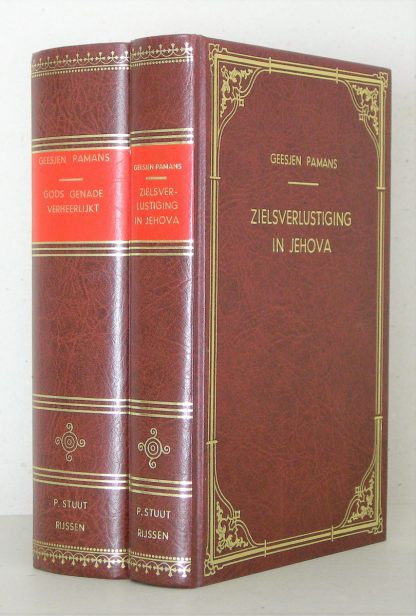 GEESJEN PAMANS
GODS GENADE
VERHEERLIJKT
P. STUUT
RIJSSEN
GEESJEN PAMANS
ZIELSVER-
LUSTIGING
IN JEHOVA
P. STUUT
RIJSSEN
GEESJEN PAMANS
ZIELSVERLUSTIGING
IN JEHOVA